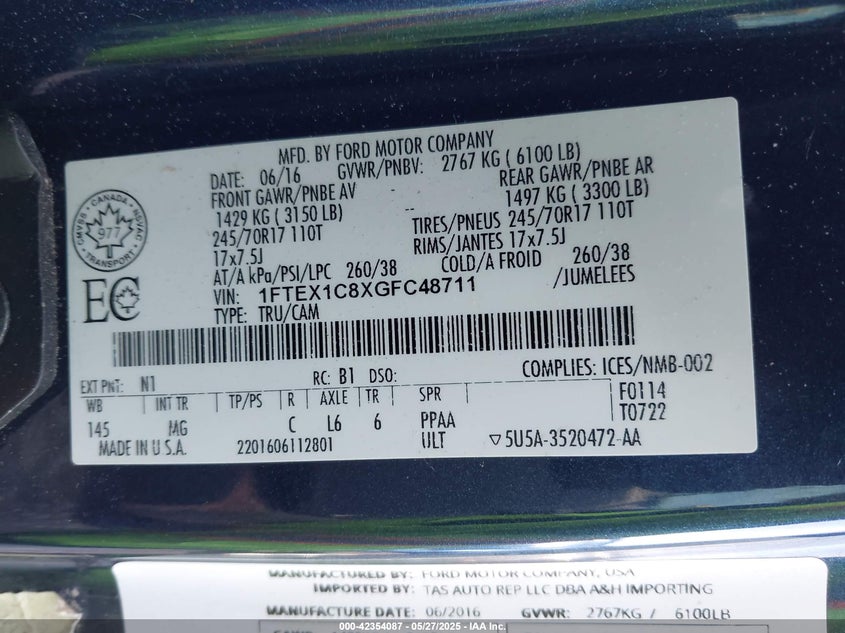 MFD. BY FORD MOTOR COMPANY
DATE: 06/16 GVWR/PNBV: 2767 KG ( 6100 LB)
FRONT GAWR/PNBE AV - REAR GAWR/PNBE AR
1429 KG ( 3150 LB) -- 1497 KG ( 3300 LB)
245/70R17 110T TIRES/PNEUS 245/70R17 110T
17x7.5J RIMS/JANTES 17x7.5J
AT/A kPa/PSI/LPC 260/38 COLD/A FROID 260/38
VIN: 1FTEX1C8XGFC48711 /JUMELEES
TYPE: TRU/CAM
CMVSS CANADA NSVAC
977
TRANSPORT
EC
EXT PNT: N1 RC: B1 DSO: COMPLIES: ICES/NMB-002
WB INT TR TP/PS R AXLE TR SPR F0114
145 MG C L6 6 PPAA T0722
MADE IN U.S.A. 2201606112801 ULT ▽5U5A-3520472-AA
MANUFACTURED BY: FORD MOTOR COMPANY, USA
IMPORTED BY: TAS AUTO REP LLC DBA A&H IMPORTING
MANUFACTURE DATE: 06/2016 GVWR: 2767KG / 6100LB
000-42354087 - 05/27/2025 - IAA Inc.